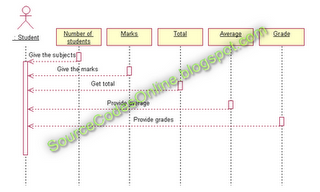 : Student
Number of
students
Marks
Total
Average
Grade
Give the subjects
Give the marks
Get total
Provide average
Provide grades
SourceCodesOnline.blogspot.com